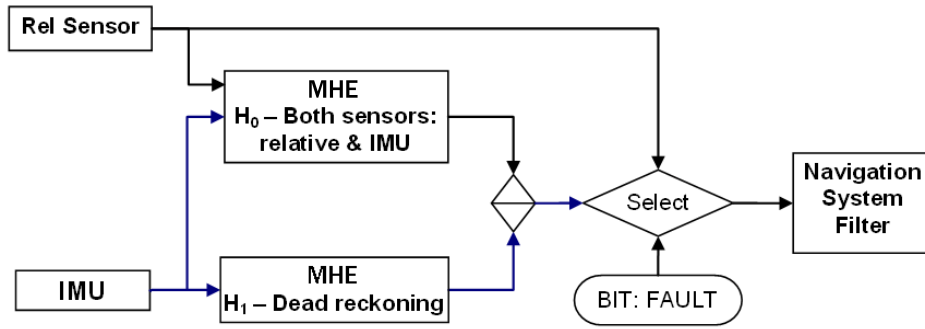 Rel Sensor
MHE
H₀ – Both sensors:
relative & IMU
Navigation
System
Filter
Select
IMU
MHE
H₁ – Dead reckoning
BIT: FAULT